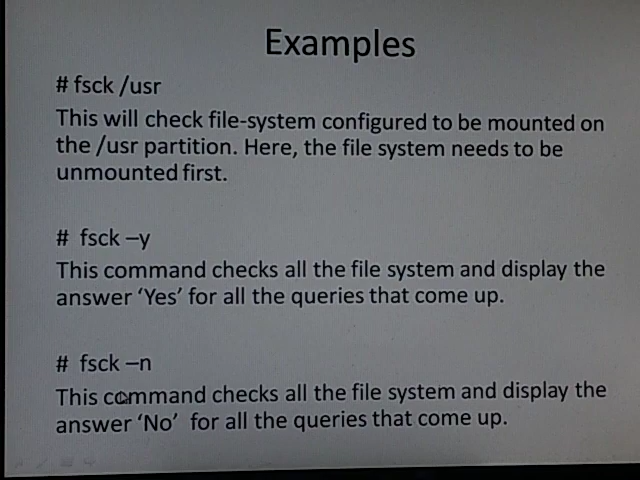 Examples
# fsck /usr
This will check file-system configured to be mounted on
the /usr partition. Here, the file system needs to be
unmounted first.
# fsck –y
This command checks all the file system and display the
answer ‘Yes’ for all the queries that come up.
# fsck –n
This command checks all the file system and display the
answer ‘No’ for all the queries that come up.